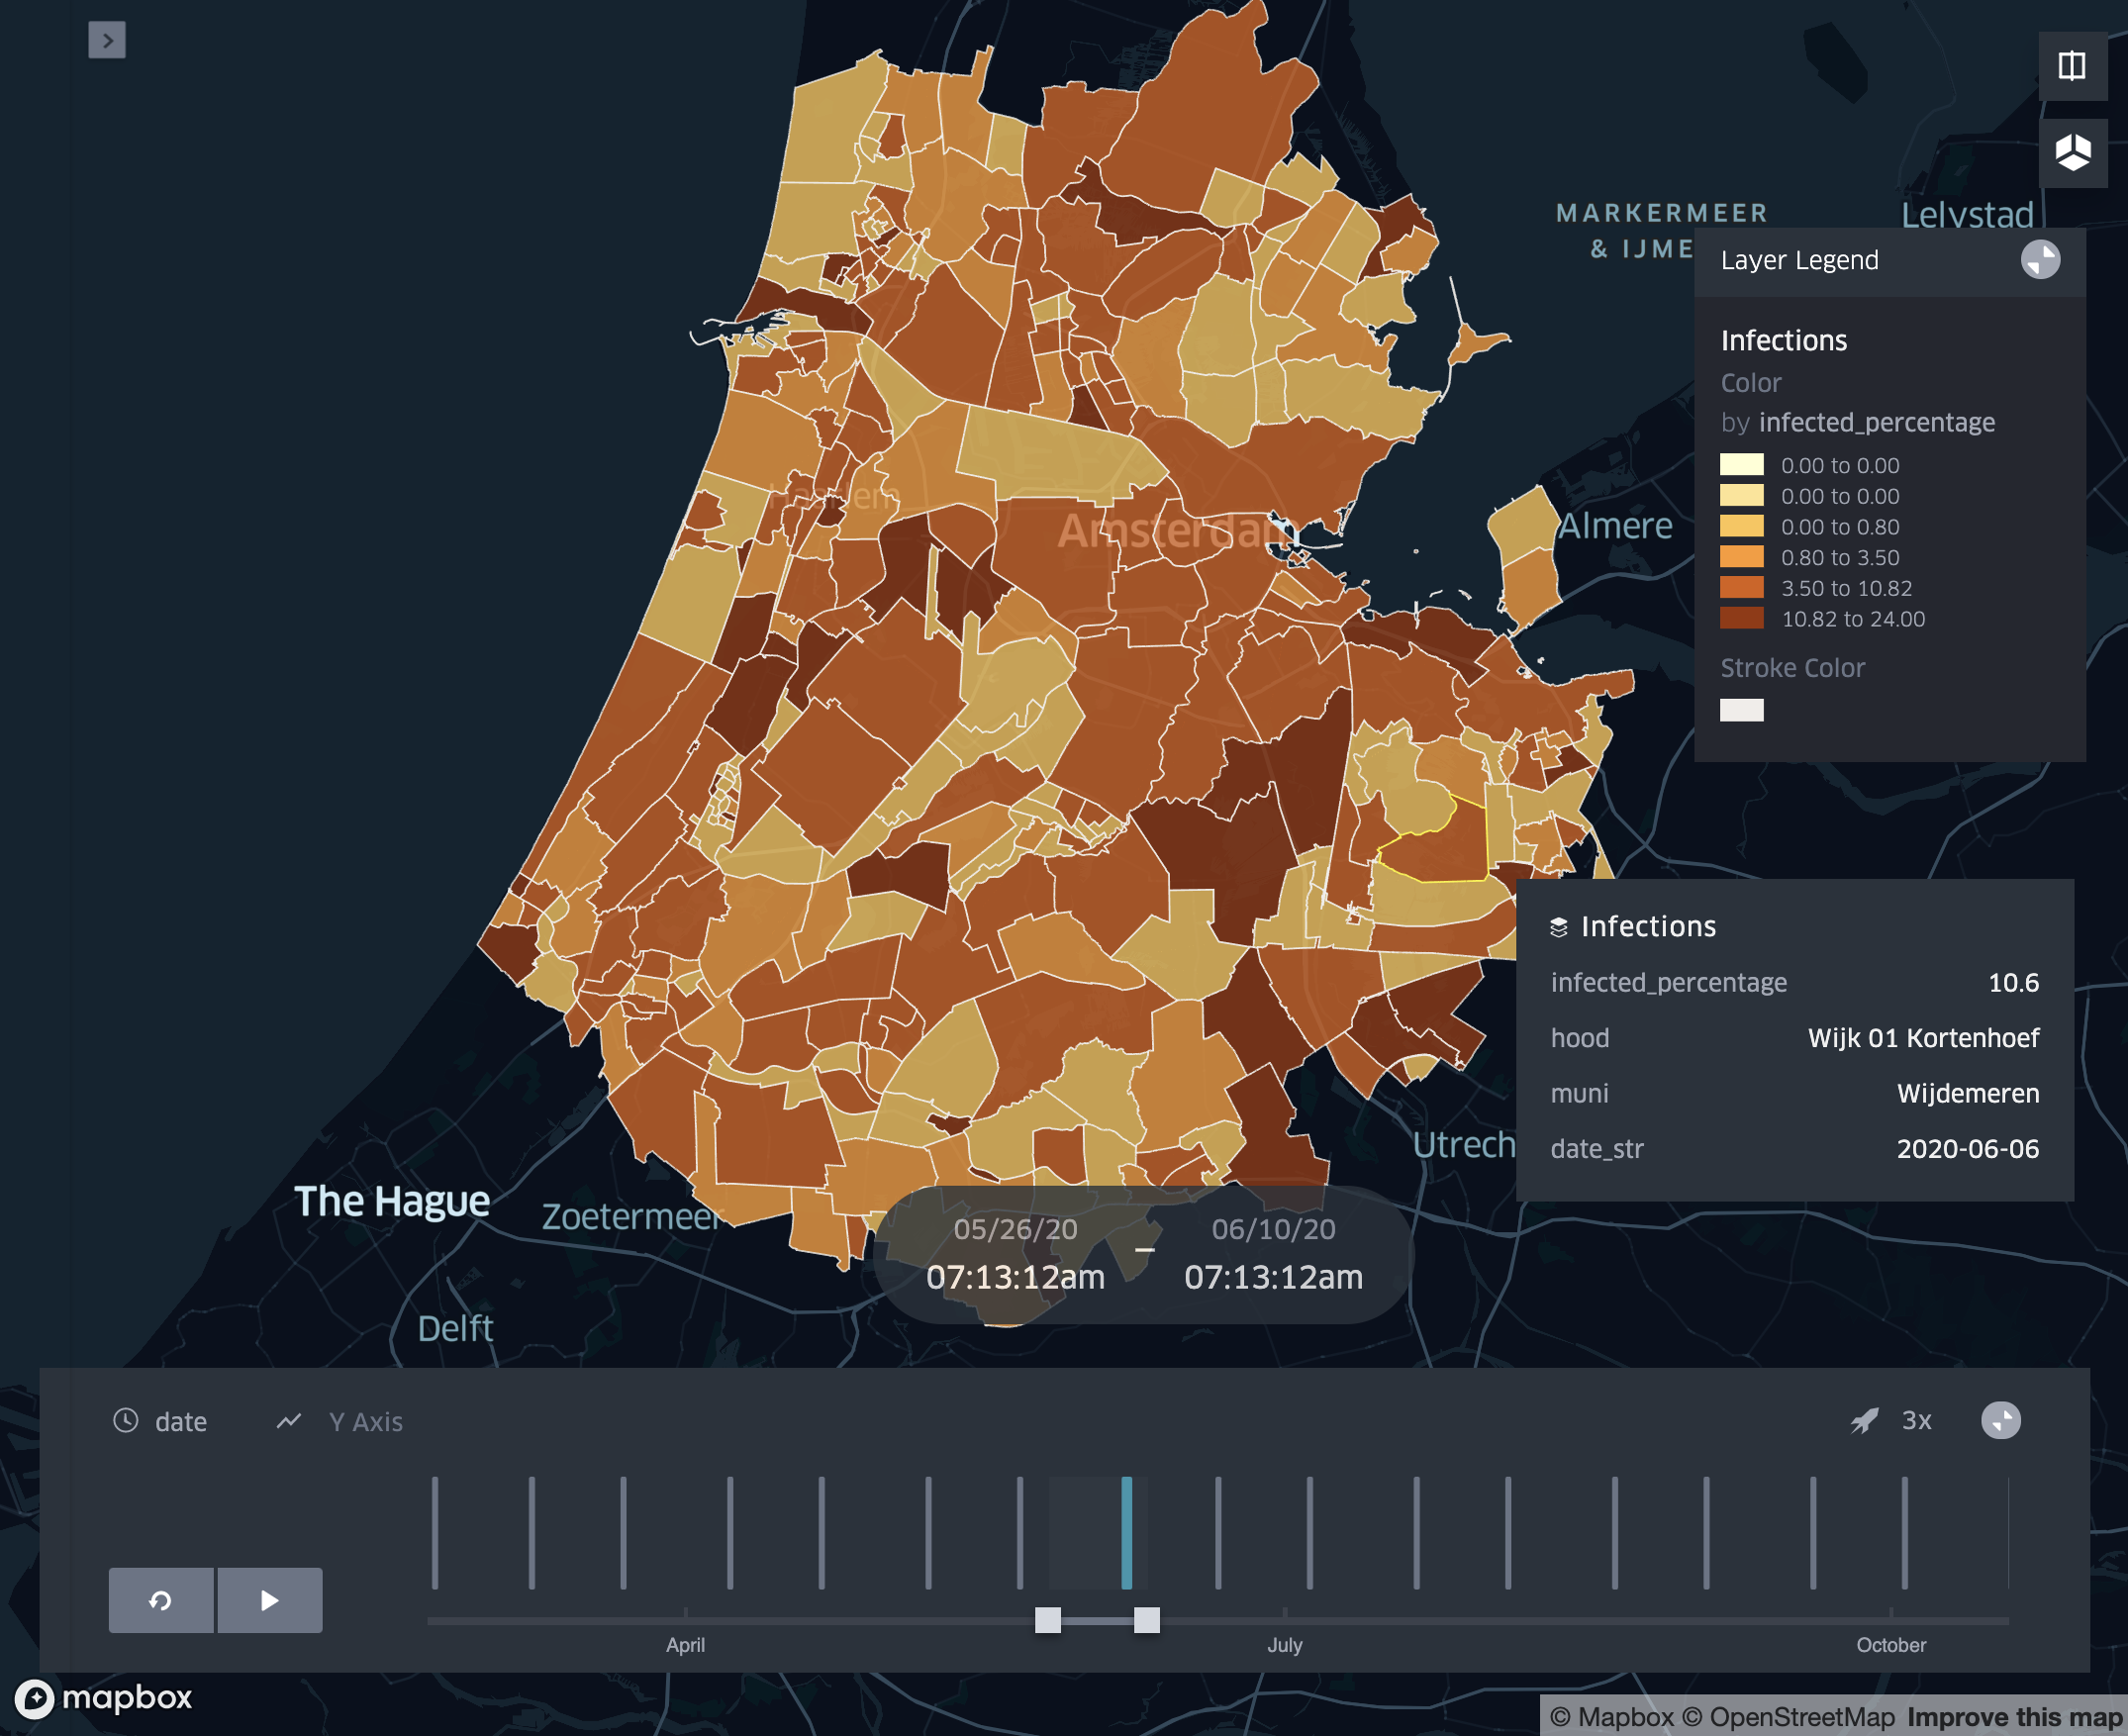 MARKERMEER
& IJME
Lelystad
Layer Legend
Infections
Color
by infected_percentage
0.00 to 0.00
0.00 to 0.00
0.00 to 0.80
0.80 to 3.50
3.50 to 10.82
10.82 to 24.00
Stroke Color
Haarlem
Amsterdam
Almere
Infections
infected_percentage 10.6
hood Wijk 01 Kortenhoef
muni Wijdemeren
date_str 2020-06-06
Utrech
The Hague
Zoetermeer
Delft
05/26/20 – 06/10/20
07:13:12am 07:13:12am
date Y Axis 3x
April July October
mapbox
© Mapbox © OpenStreetMap Improve this map